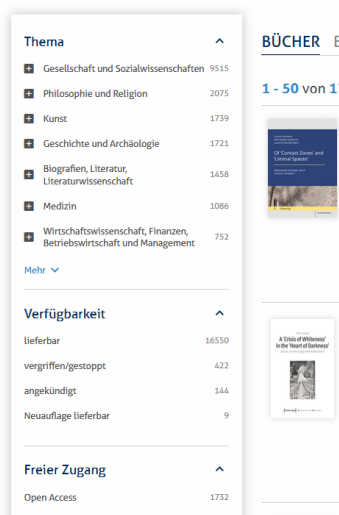 Thema
Gesellschaft und Sozialwissenschaften 9515
Philosophie und Religion 2075
Kunst 1739
Geschichte und Archäologie 1721
Biografien, Literatur,
Literaturwissenschaft 1458
Medizin 1086
Wirtschaftswissenschaft, Finanzen,
Betriebswirtschaft und Management 752
Mehr
Verfügbarkeit
lieferbar 16550
vergriffen/gestoppt 422
angekündigt 144
Neuauflage lieferbar 9
Freier Zugang
Open Access 1732
BÜCHER
1 - 50 von
Of 'Contact Zones' and
'Liminal Spaces'
A 'Crisis of Whiteness'
in the 'Heart of Darkness'